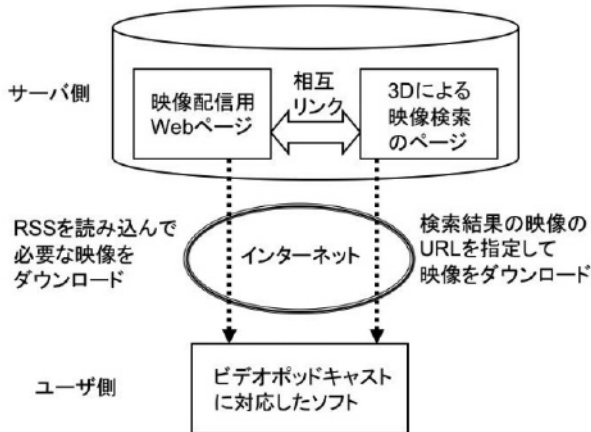 サーバ側
映像配信用
Webページ
相互
リンク
3Dによる
映像検索
のページ
RSSを読み込んで
必要な映像を
ダウンロード
インターネット
検索結果の映像の
URLを指定して
映像をダウンロード
ユーザ側
ビデオポッドキャスト
に対応したソフト